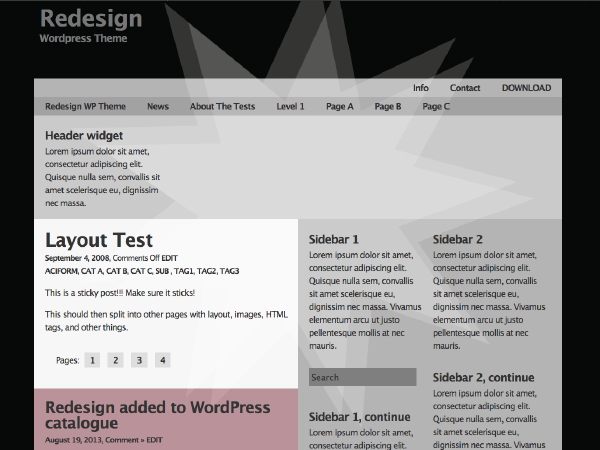 Redesign
Wordpress Theme
Info Contact DOWNLOAD
Redesign WP Theme News About The Tests Level 1 Page A Page B Page C
Header widget
Lorem ipsum dolor sit amet,
consectetur adipiscing elit.
Quisque nulla sem, convallis sit
amet scelerisque eu, dignissim
nec massa.
Layout Test
September 4, 2008, Comments Off EDIT
ACIFORM, CAT A, CAT B, CAT C, SUB , TAG1, TAG2, TAG3
This is a sticky post!!! Make sure it sticks!
This should then split into other pages with layout, images, HTML
tags, and other things.
Pages: 1 2 3 4
Redesign added to WordPress
catalogue
August 19, 2013, Comment » EDIT
Sidebar 1
Lorem ipsum dolor sit amet,
consectetur adipiscing elit.
Quisque nulla sem, convallis sit
amet scelerisque eu,
dignissim nec massa. Vivamus
elementum arcu ut justo
pellentesque mollis at nec
mauris.
Search
Sidebar 1, continue
Lorem ipsum dolor sit amet,
consectetur adipiscing elit.
Sidebar 2
Lorem ipsum dolor sit amet,
consectetur adipiscing elit.
Quisque nulla sem, convallis sit
amet scelerisque eu,
dignissim nec massa. Vivamus
elementum arcu ut justo
pellentesque mollis at nec
mauris.
Sidebar 2, continue
Lorem ipsum dolor sit amet,
consectetur adipiscing elit.
Quisque nulla sem, convallis sit
amet scelerisque eu,
dignissim nec massa. Vivamus